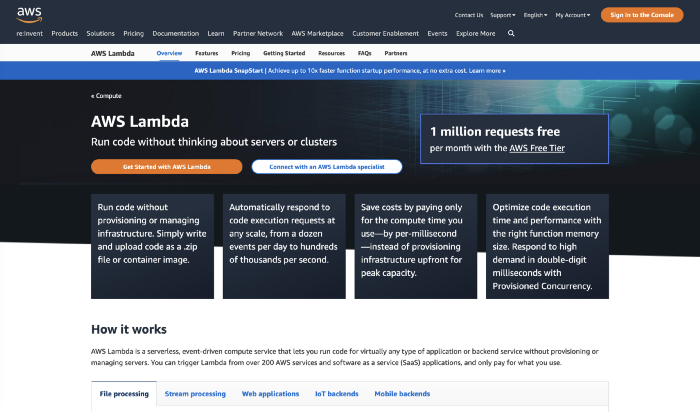 aws
Contact Us Support English My Account Sign In to the Console
re:Invent Products Solutions Pricing Documentation Learn Partner Network AWS Marketplace Customer Enablement Events Explore More
AWS Lambda Overview Features Pricing Getting Started Resources FAQs Partners
AWS Lambda SnapStart | Achieve up to 10x faster function startup performance, at no extra cost. Learn more »
« Compute
AWS Lambda
Run code without thinking about servers or clusters
Get Started with AWS Lambda
Connect with an AWS Lambda specialist
1 million requests free
per month with the AWS Free Tier
Run code without
provisioning or managing
infrastructure. Simply write
and upload code as a .zip
file or container image.
Automatically respond to
code execution requests at
any scale, from a dozen
events per day to hundreds
of thousands per second.
Save costs by paying only
for the compute time you
use—by per-millisecond
—instead of provisioning
infrastructure upfront for
peak capacity.
Optimize code execution
time and performance with
the right function memory
size. Respond to high
demand in double-digit
milliseconds with
Provisioned Concurrency.
How it works
AWS Lambda is a serverless, event-driven compute service that lets you run code for virtually any type of application or backend service without provisioning or
managing servers. You can trigger Lambda from over 200 AWS services and software as a service (SaaS) applications, and only pay for what you use.
File processing Stream processing Web applications IoT backends Mobile backends